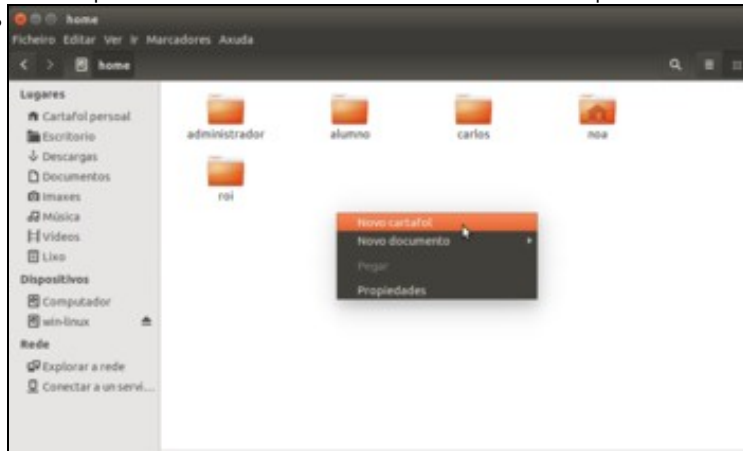 home
Ficheiro Editar Ver Ir Marcadores Axuda
home
Lugares
Cartafol persoal
Escritorio
Descargas
Documentos
Imaxes
Música
Vídeos
Lixo
Dispositivos
Computador
win-linux
Rede
Explorar a rede
Conectar a un servi...
administrador alumno carlos noa
roi
Novo cartafol
Novo documento
Pegar
Propiedades